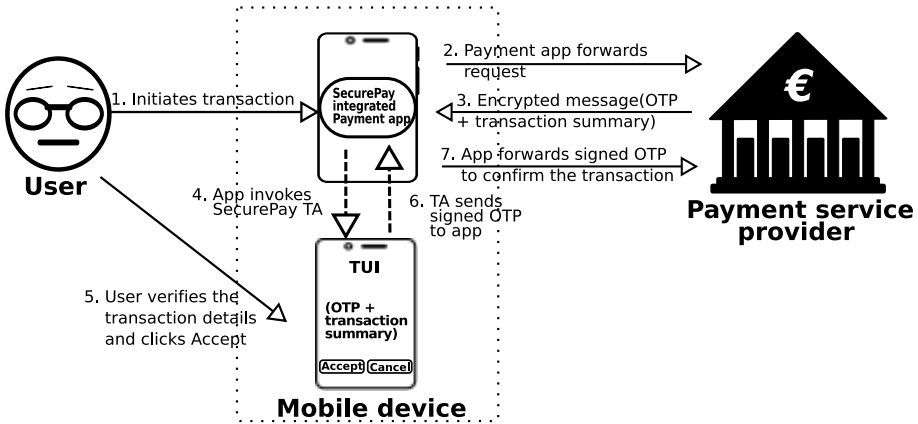 2. Payment app forwards
request
SecurePay
integrated
Payment app
€
1. Initiates transaction
3. Encrypted message(OTP
+ transaction summary)
7. App forwards signed OTP
to confirm the transaction
User
4. App invokes
SecurePay TA
6. TA sends
signed OTP
to app
Payment service
provider
TUI
5. User verifies the
transaction details
and clicks Accept
(OTP +
transaction
summary)
Accept Cancel
Mobile device